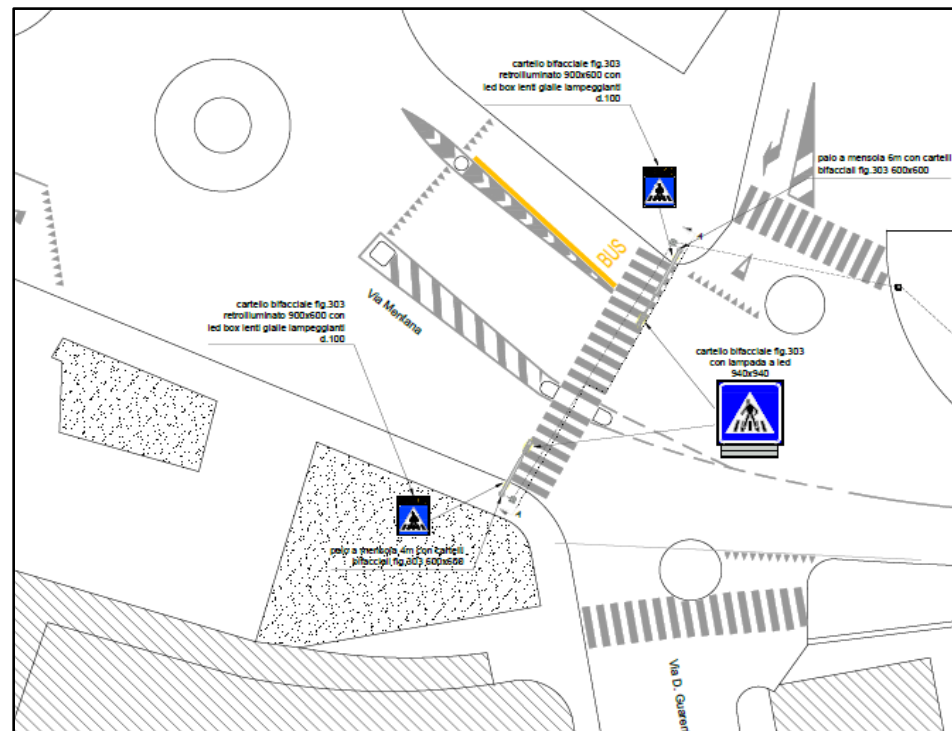 cartello bifacciale fig.303
retroilluminato 900x600 con
led box lenti gialle lampeggianti
d.100
palo a mensola 6m con cartelli
bifacciali fig.303 600x600
BUS
A
Via Mentana
cartello bifacciale fig.303
retroilluminato 900x600 con
led box lenti gialle lampeggianti
d.100
cartello bifacciale fig.303
con lampada a led
940x940
A
palo a mensola 4m con cartelli
bifacciali fig.303 600x600
Via D. Guaren